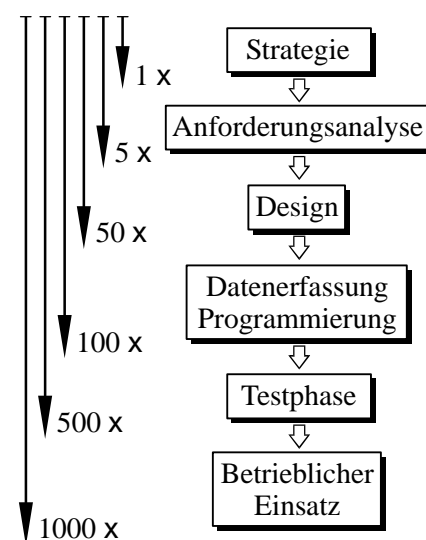 Strategie
1 x
Anforderungsanalyse
5 x
Design
50 x
Datenerfassung
Programmierung
100 x
Testphase
500 x
Betrieblicher
Einsatz
1000 x